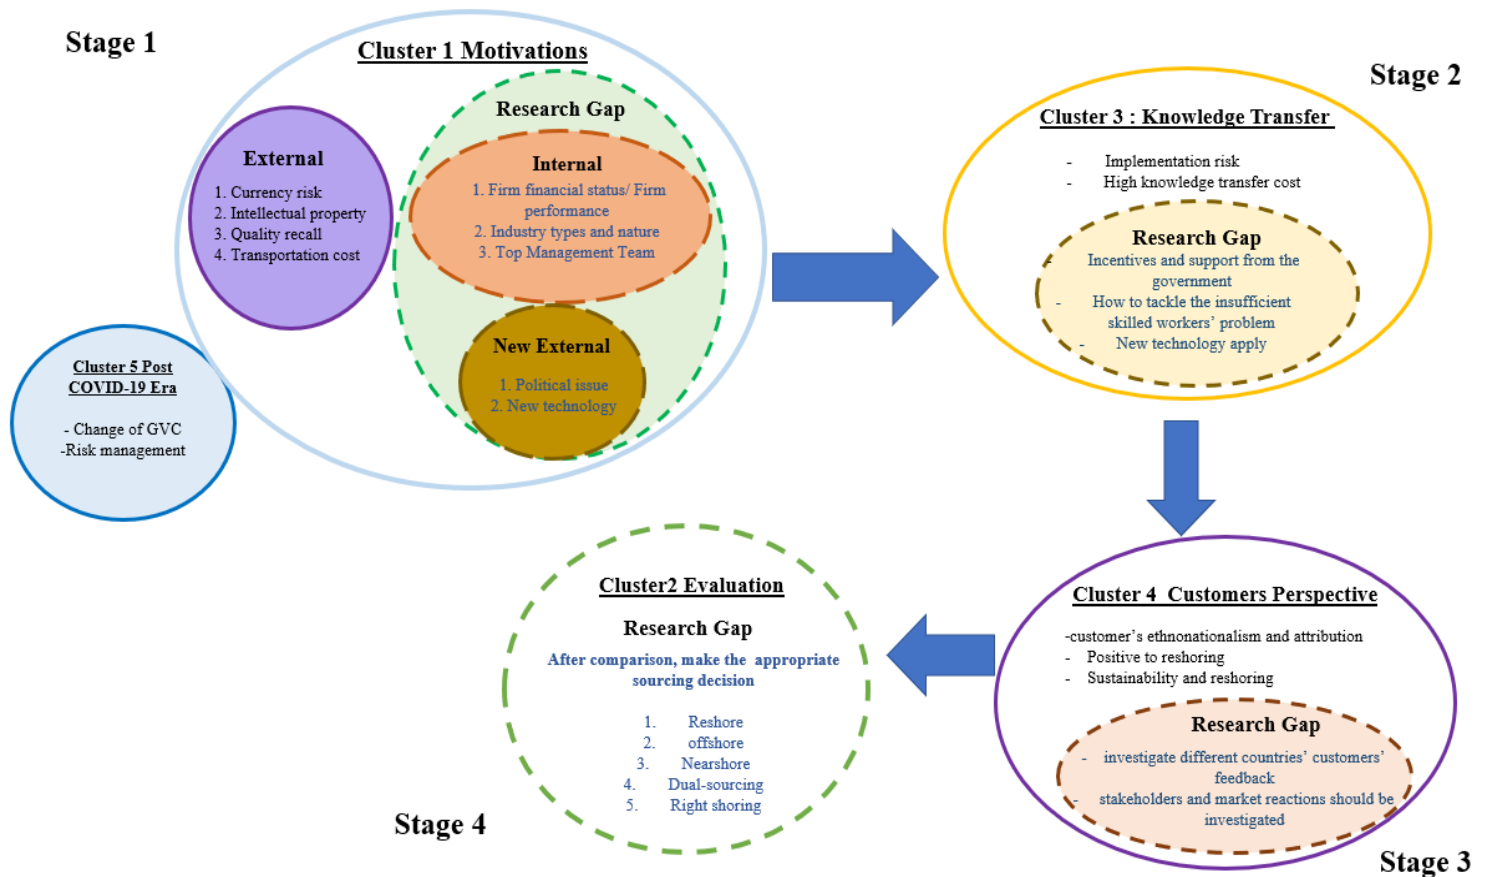 Stage 1
Cluster 1 Motivations
External
1. Currency risk
2. Intellectual property
3. Quality recall
4. Transportation cost
Research Gap
Internal
1. Firm financial status/ Firm
performance
2. Industry types and nature
3. Top Management Team
New External
1. Political issue
2. New technology
Cluster 5 Post
COVID-19 Era
- Change of GVC
-Risk management
Stage 2
Cluster 3 : Knowledge Transfer
- Implementation risk
- High knowledge transfer cost
Research Gap
- Incentives and support from the
government
- How to tackle the insufficient
skilled workers’ problem
- New technology apply
Cluster 4 Customers Perspective
-customer’s ethnonationalism and attribution
- Positive to reshoring
- Sustainability and reshoring
Research Gap
- investigate different countries’ customers’
feedback
- stakeholders and market reactions should be
investigated
Stage 3
Cluster2 Evaluation
Research Gap
After comparison, make the appropriate
sourcing decision
1. Reshore
2. offshore
3. Nearshore
4. Dual-sourcing
5. Right shoring
Stage 4